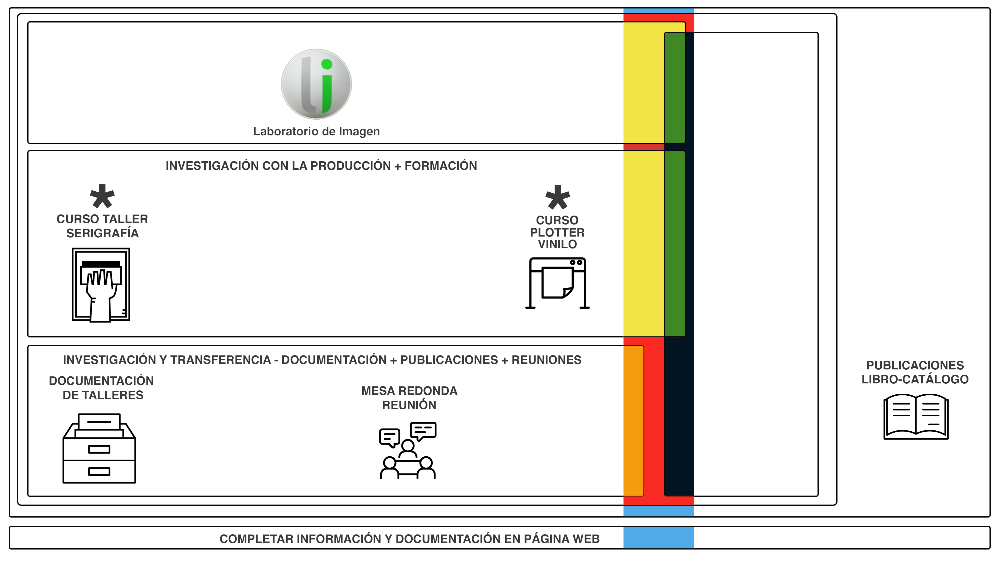 li
Laboratorio de Imagen
INVESTIGACIÓN CON LA PRODUCCIÓN + FORMACIÓN
*
CURSO TALLER
SERIGRAFÍA
*
CURSO
PLOTTER
VINILO
INVESTIGACIÓN Y TRANSFERENCIA - DOCUMENTACIÓN + PUBLICACIONES + REUNIONES
DOCUMENTACIÓN
DE TALLERES
MESA REDONDA
REUNIÓN
PUBLICACIONES
LIBRO-CATÁLOGO
COMPLETAR INFORMACIÓN Y DOCUMENTACIÓN EN PÁGINA WEB